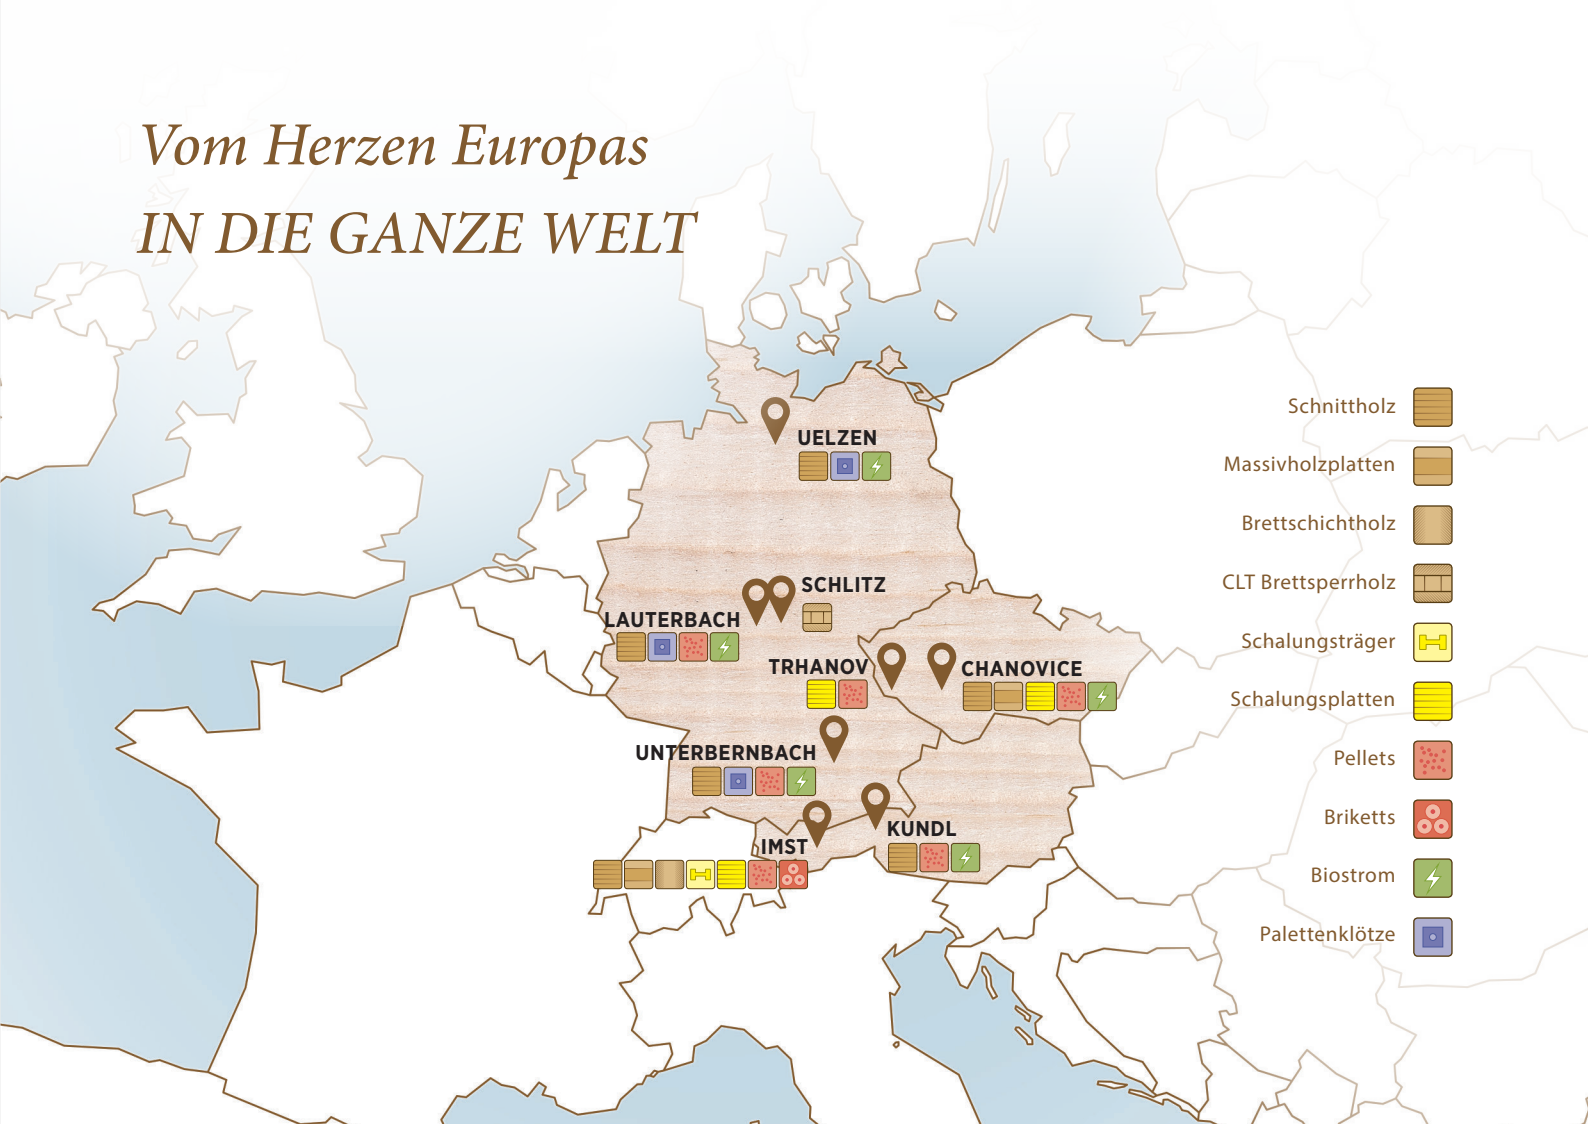 Vom Herzen Europas
IN DIE GANZE WELT
UELZEN
SCHLITZ
LAUTERBACH
TRHANOV
CHANOVICE
UNTERBERNBACH
KUNDL
IMST
Schnittholz
Massivholzplatten
Brettschichtholz
CLT Brettsperrholz
Schalungsträger
Schalungsplatten
Pellets
Briketts
Biostrom
Palettenklötze